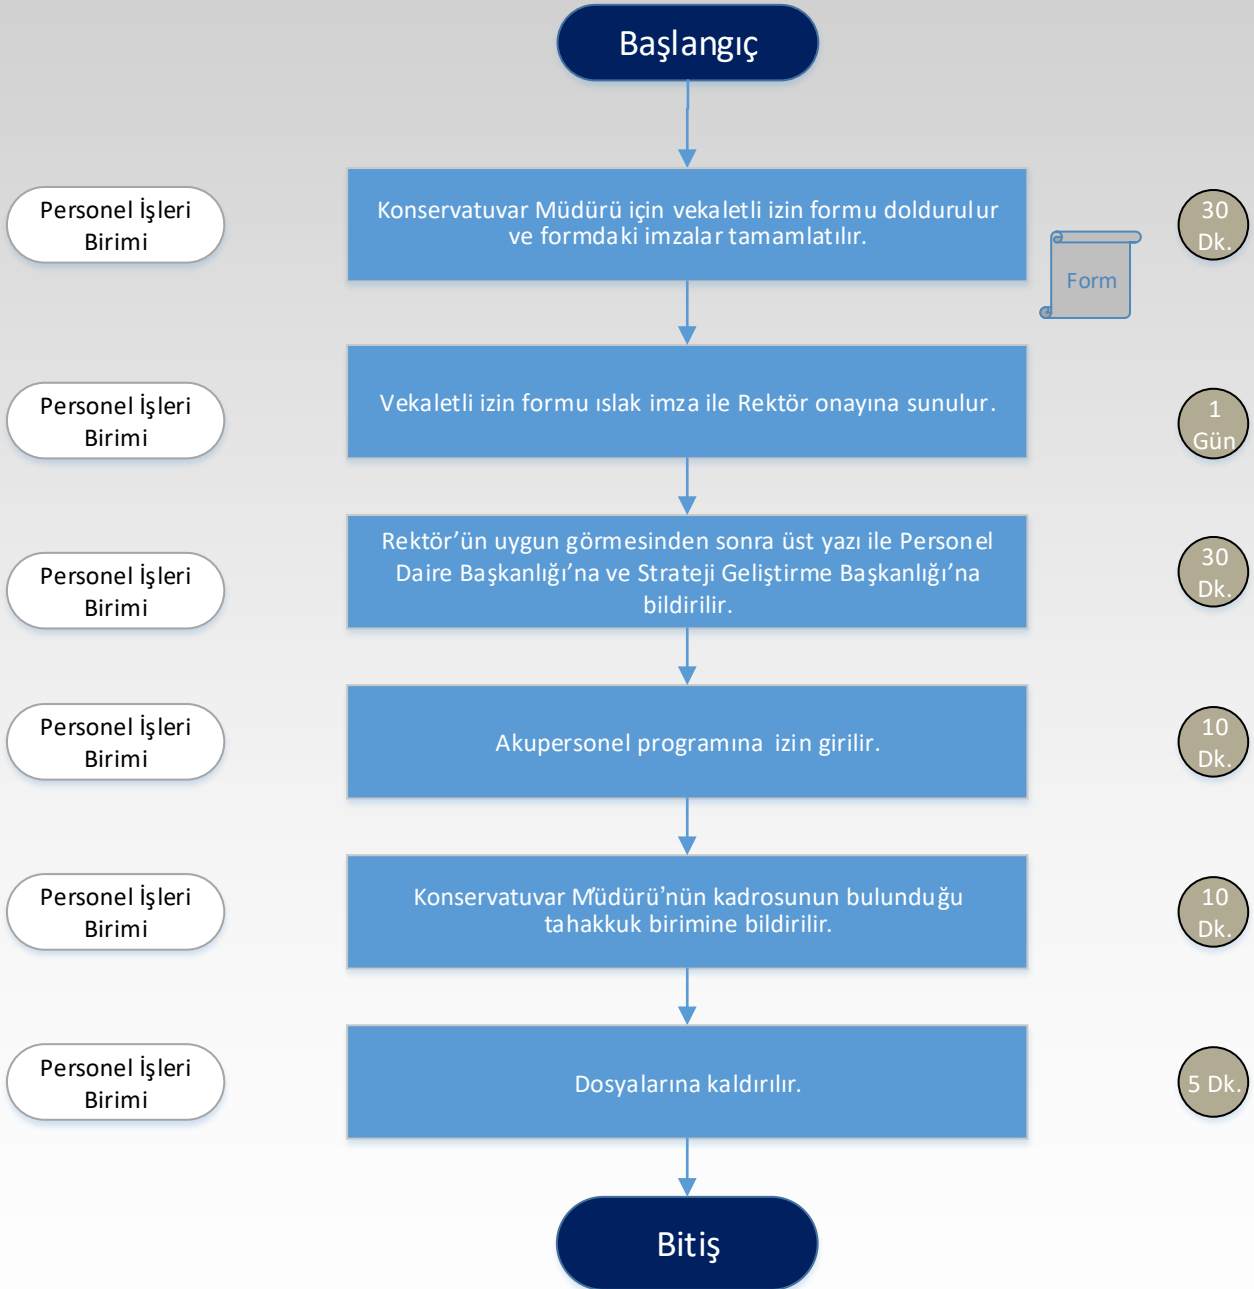 Başlangıç
Personel İşleri
Birimi
Konservatuvar Müdürü için vekaletli izin formu doldurulur
ve formdaki imzalar tamamlatılır.
30
Dk.
Form
Personel İşleri
Birimi
Vekaletli izin formu ıslak imza ile Rektör onayına sunulur.
1
Gün
Personel İşleri
Birimi
Rektör’ün uygun görmesinden sonra üst yazı ile Personel
Daire Başkanlığı’na ve Strateji Geliştirme Başkanlığı’na
bildirilir.
30
Dk.
Personel İşleri
Birimi
Akupersonel programına izin girilir.
10
Dk.
Personel İşleri
Birimi
Konservatuvar Müdürü’nün kadrosunun bulunduğu
tahakkuk birimine bildirilir.
10
Dk.
Personel İşleri
Birimi
Dosyalarına kaldırılır.
5 Dk.
Bitiş